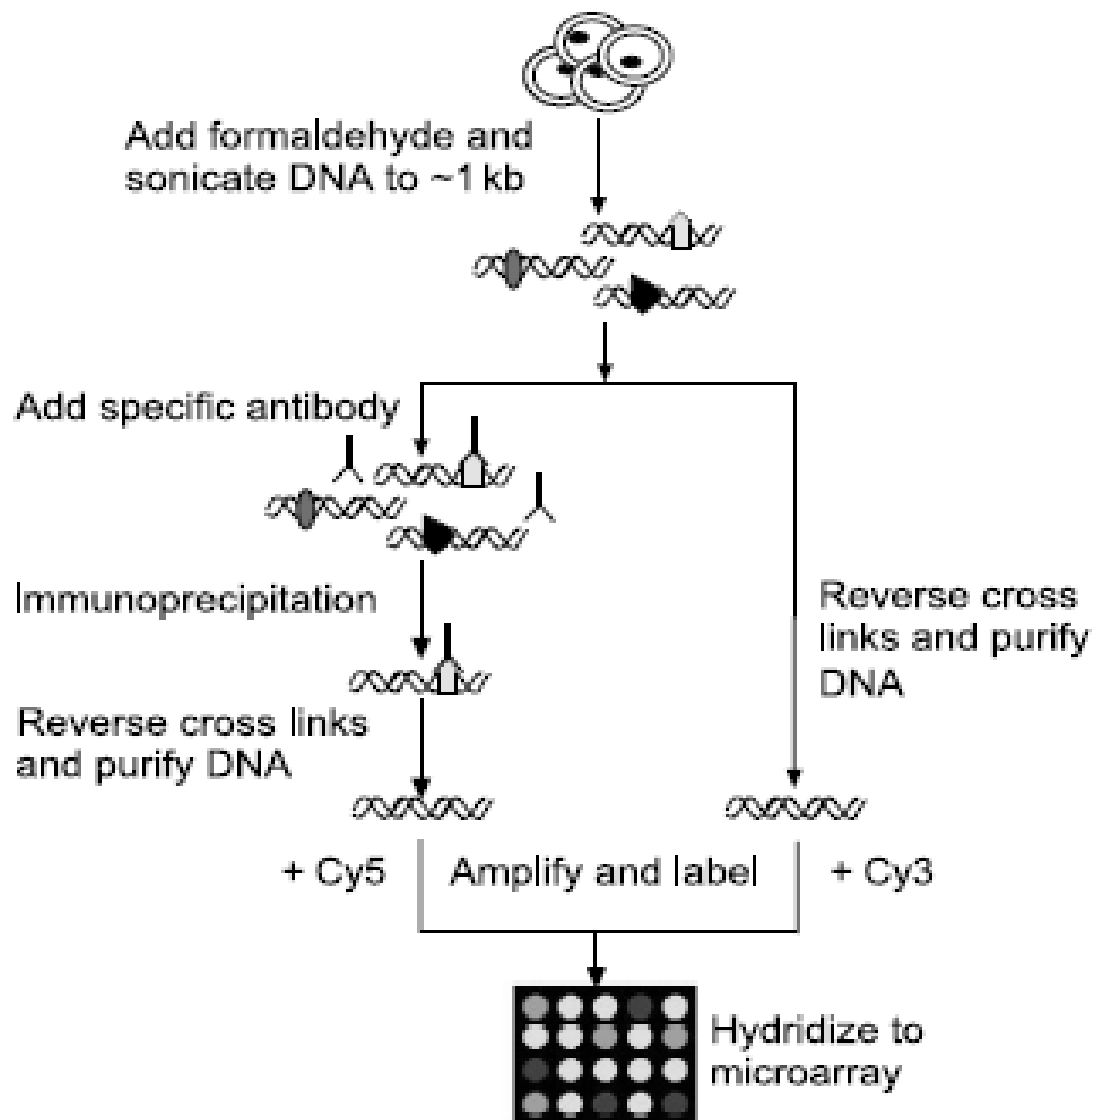 Add formaldehyde and
sonicate DNA to ~1 kb
Add specific antibody
Immunoprecipitation
Reverse cross
links and purify
DNA
Reverse cross links
and purify DNA
+ Cy5
Amplify and label
+ Cy3
Hydridize to
microarray